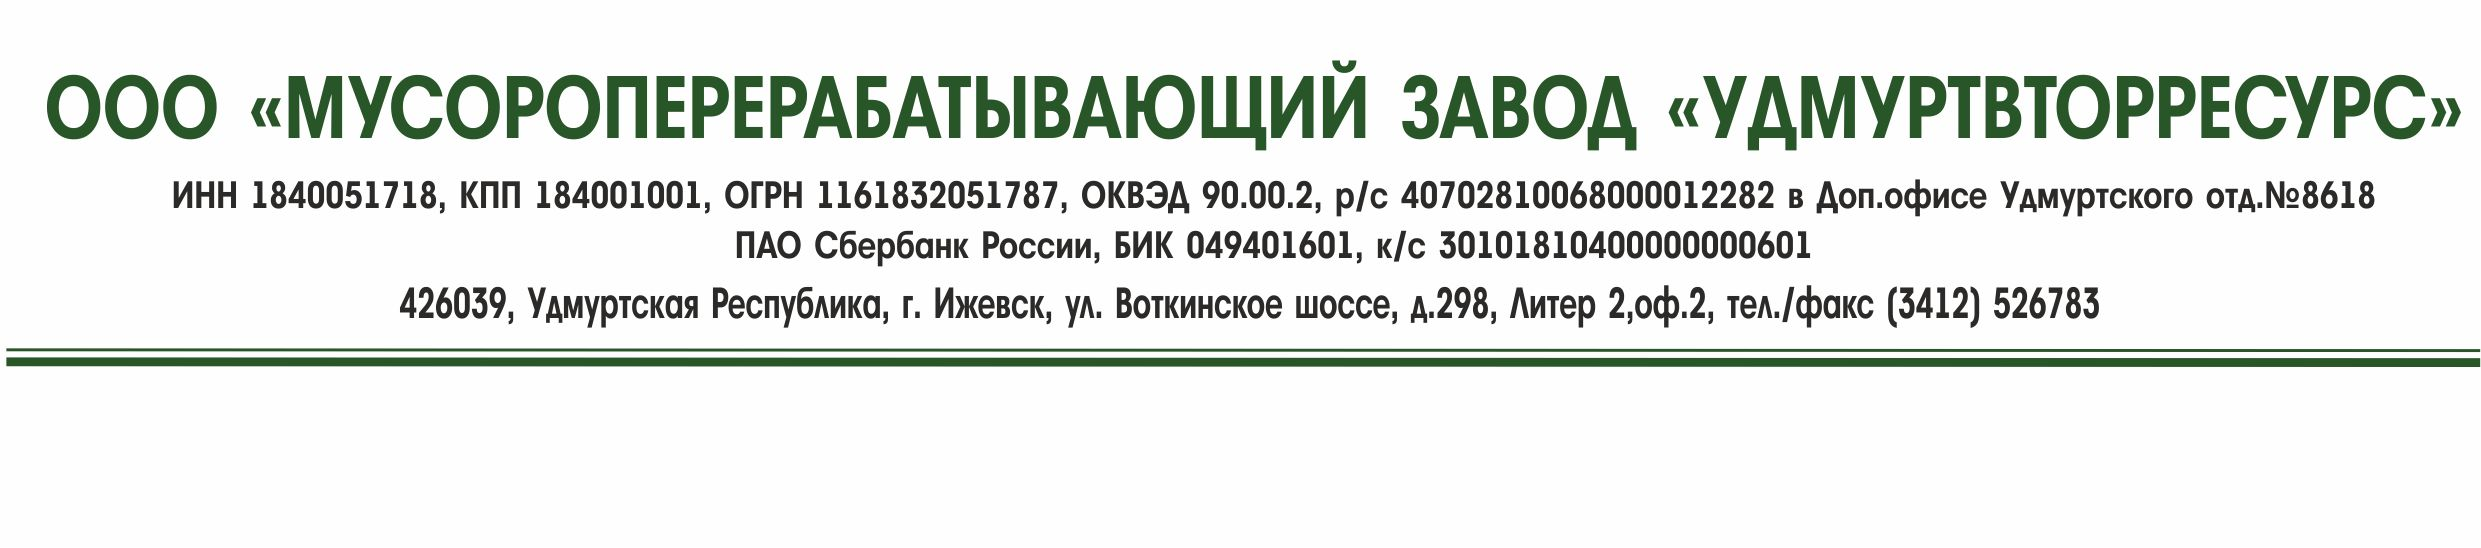 ООО «МУСОРОПЕРЕРАБАТЫВАЮЩИЙ ЗАВОД «УДМУРТВТОРРЕСУРС»
ИНН 1840051718, КПП 184001001, ОГРН 1161832051787, ОКВЭД 90.00.2, р/с 40702810068000012282 в Доп.офисе Удмуртского отд.№8618
ПАО Сбербанк России, БИК 049401601, к/с 30101810400000000601
426039, Удмуртская Республика, г. Ижевск, ул. Воткинское шоссе, д.298, Литер 2,оф.2, тел./факс (3412) 526783